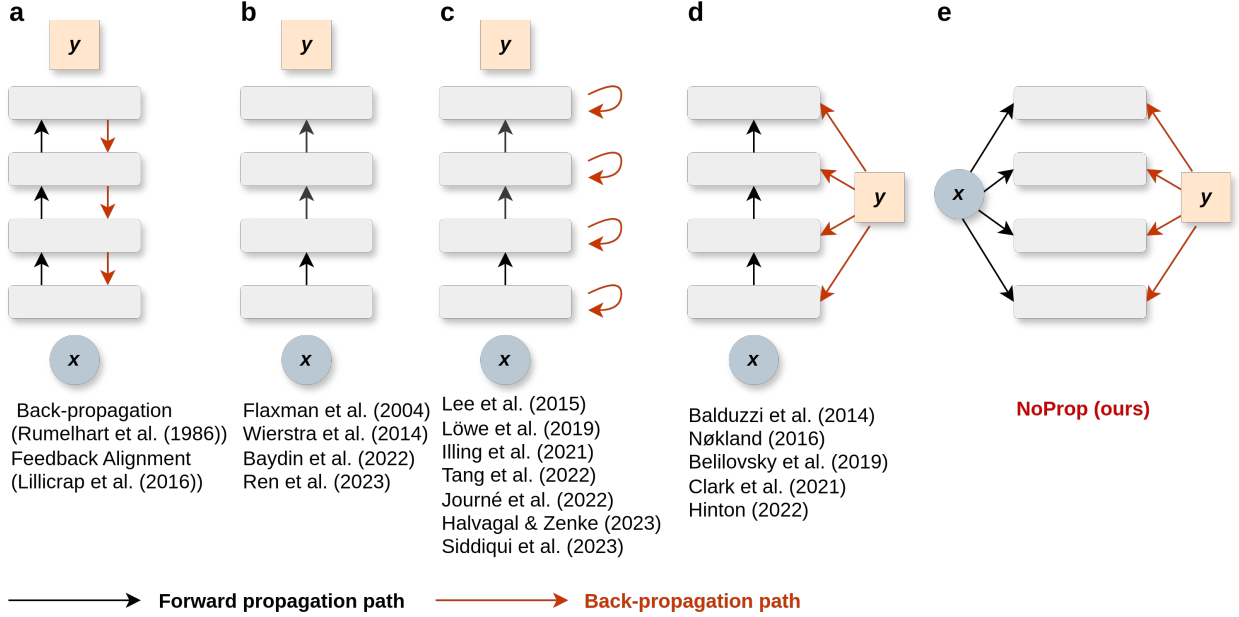 a
b
c
d
e
y
y
y
y
y
x
x
x
x
x
Back-propagation
(Rumelhart et al. (1986))
Feedback Alignment
(Lillicrap et al. (2016))
Flaxman et al. (2004)
Wierstra et al. (2014)
Baydin et al. (2022)
Ren et al. (2023)
Lee et al. (2015)
Löwe et al. (2019)
Illing et al. (2021)
Tang et al. (2022)
Journé et al. (2022)
Halvagal & Zenke (2023)
Siddiqui et al. (2023)
Balduzzi et al. (2014)
Nøkland (2016)
Belilovsky et al. (2019)
Clark et al. (2021)
Hinton (2022)
NoProp (ours)
Forward propagation path
Back-propagation path